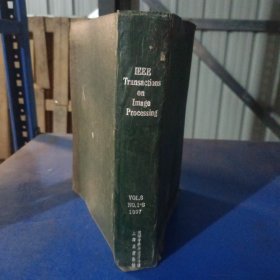 IEEE
Transactions
on
Image
Processing
VOL.6
NO.1-6
1997